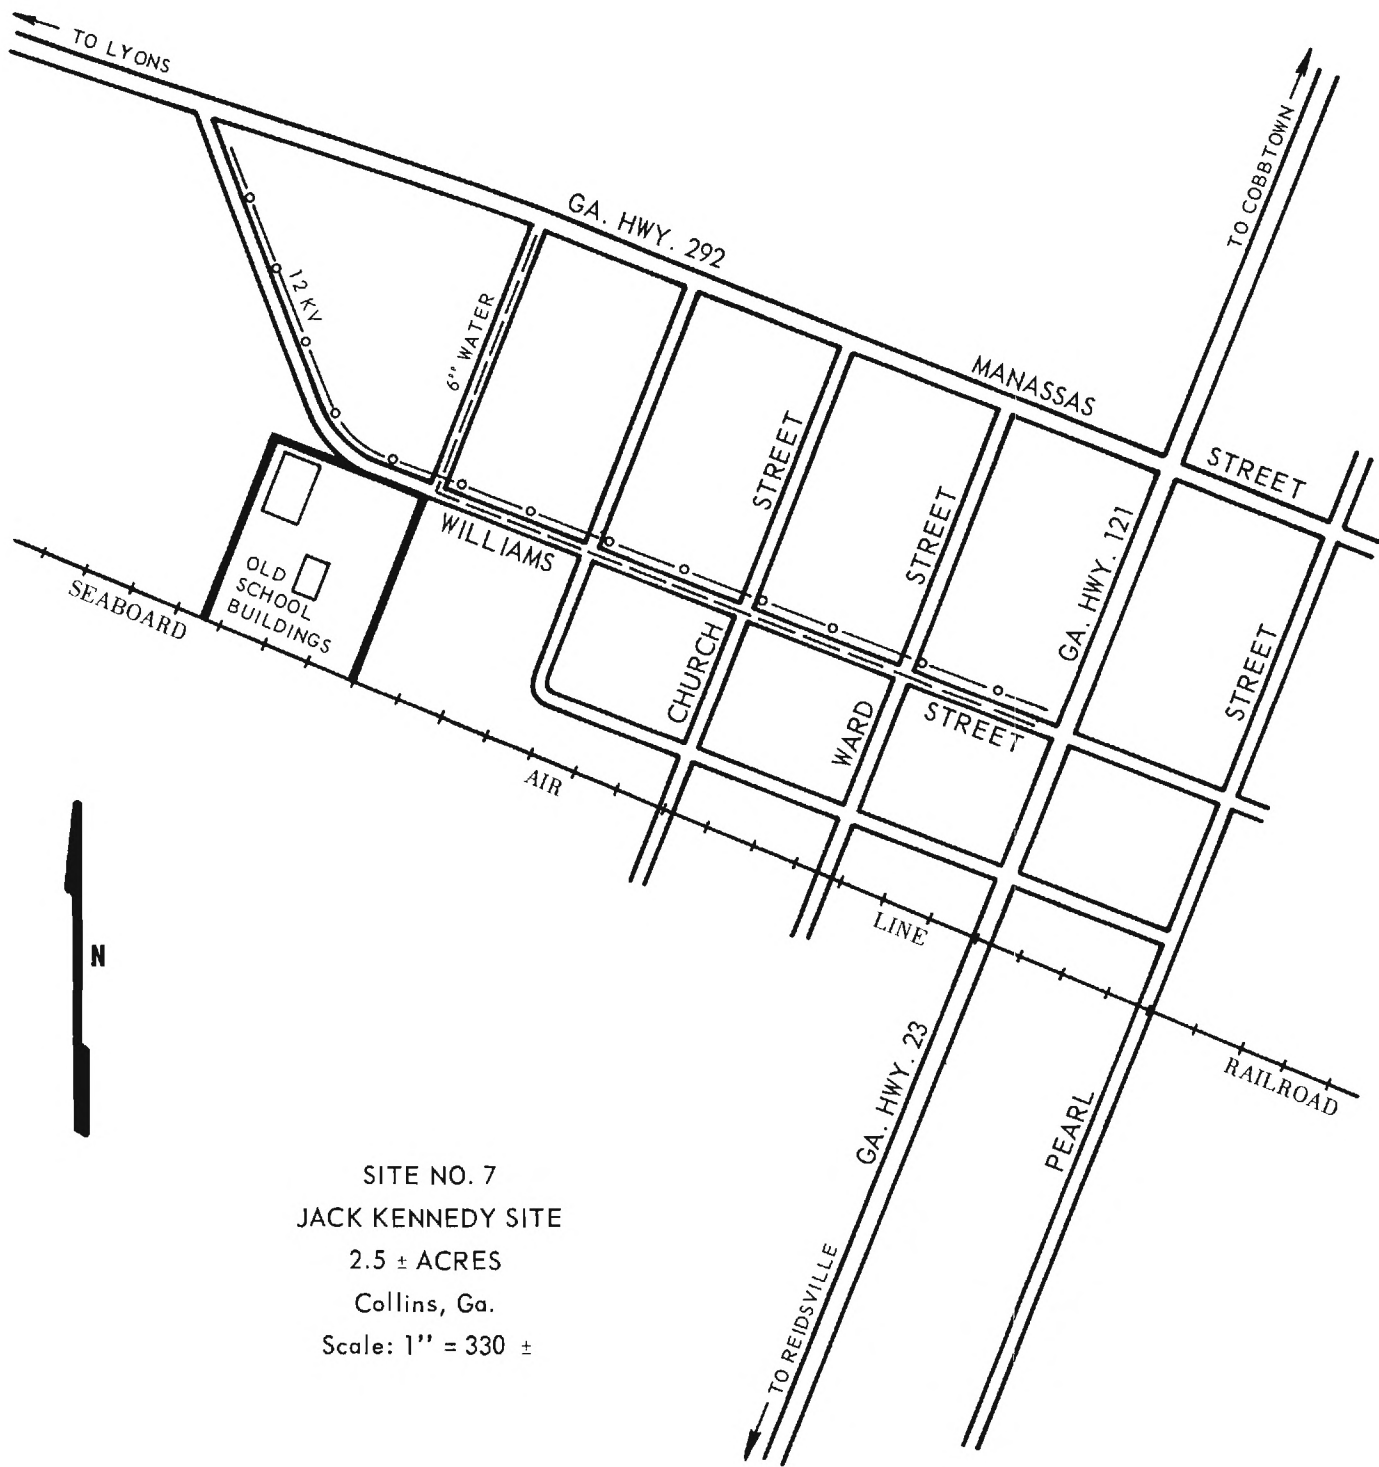 TO LYONS
TO COBBTOWN
GA. HWY. 292
12 KV
6'' WATER
MANASSAS
STREET
STREET
STREET
GA. HWY. 121
WILLIAMS
OLD
SCHOOL
BUILDINGS
SEABOARD
CHURCH
STREET
WARD
STREET
AIR
LINE
N
GA. HWY. 23
RAILROAD
PEARL
SITE NO. 7
JACK KENNEDY SITE
2.5 ± ACRES
Collins, Ga.
Scale: 1'' = 330 ±
TO REIDSVILLE